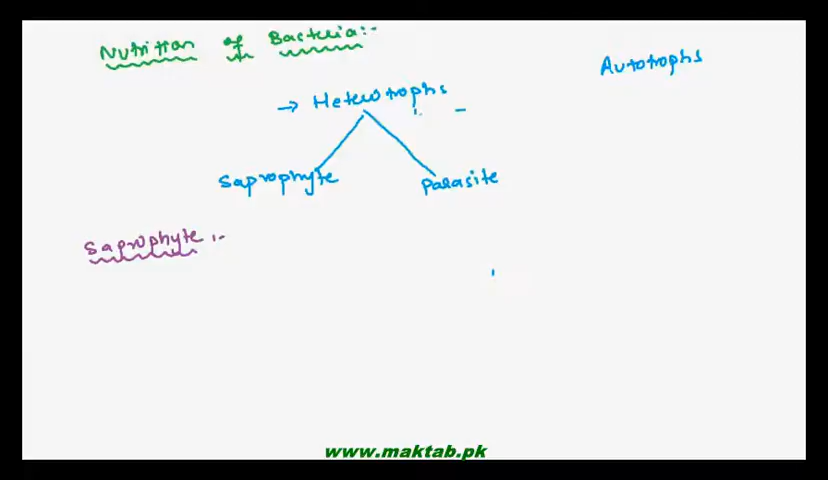 Nutrition of Bacteria:-
Autotrophs
→ Heterotrophs
Saprophyte Parasite
Saprophyte :-
www.maktab.pk